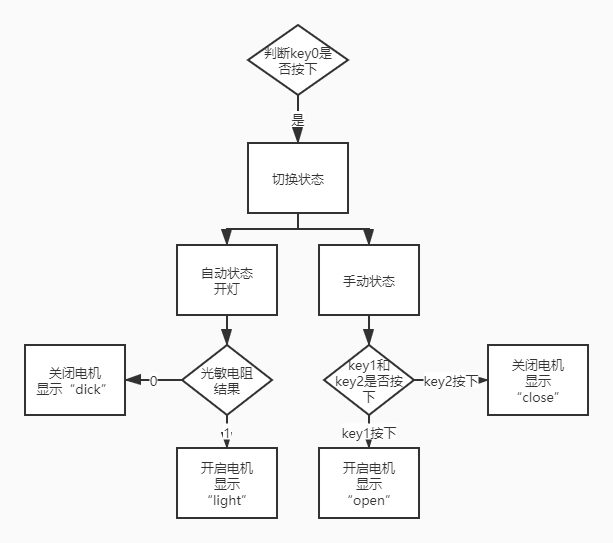 判断key0是
否按下
是
切换状态
自动状态
开灯
手动状态
关闭电机
显示“dick”
0
光敏电阻
结果
key1和
key2是否按
下
key2按下
关闭电机
显示
“close”
1
key1按下
开启电机
显示
“light”
开启电机
显示
“open”